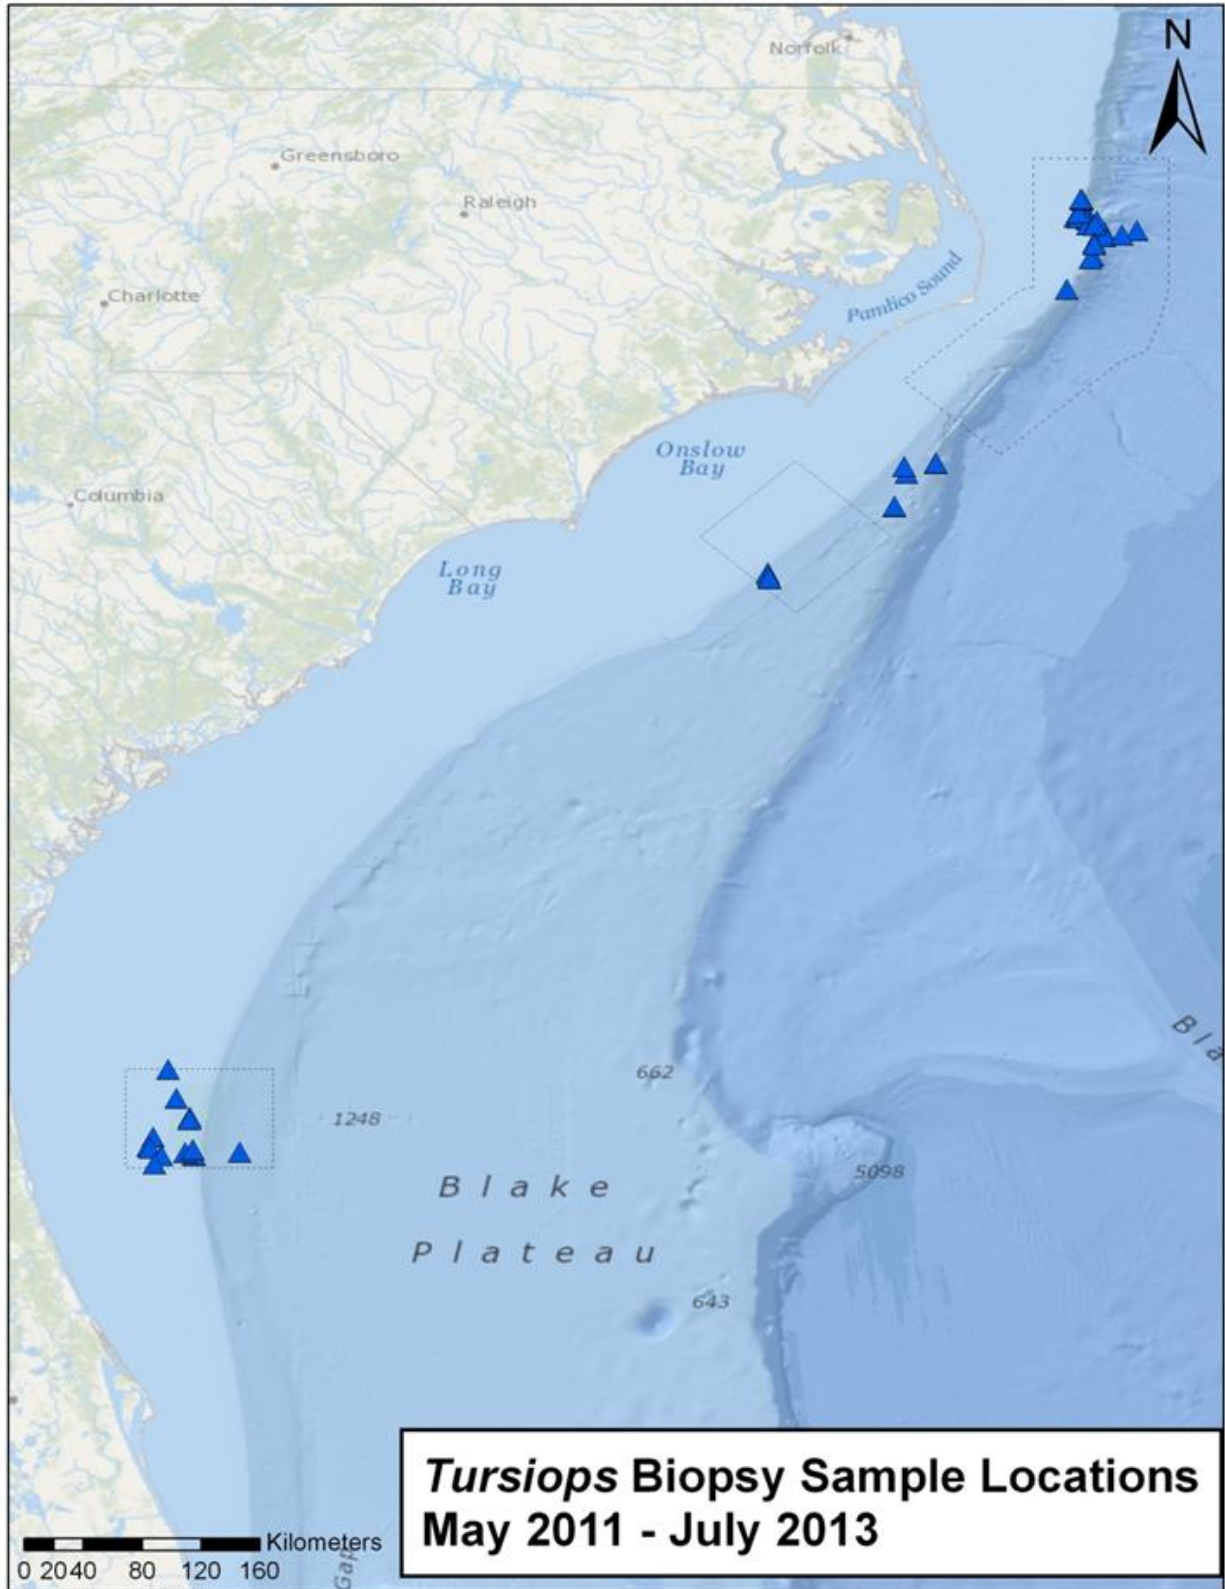 N
Norfolk
Greensboro
Raleigh
Charlotte
Pamlico Sound
Columbia
Onslow
Bay
Long
Bay
Bla
662
1248
5098
Blake
Plateau
643
Gap
Tursiops Biopsy Sample Locations
May 2011 - July 2013
Kilometers
0 20 40 80 120 160